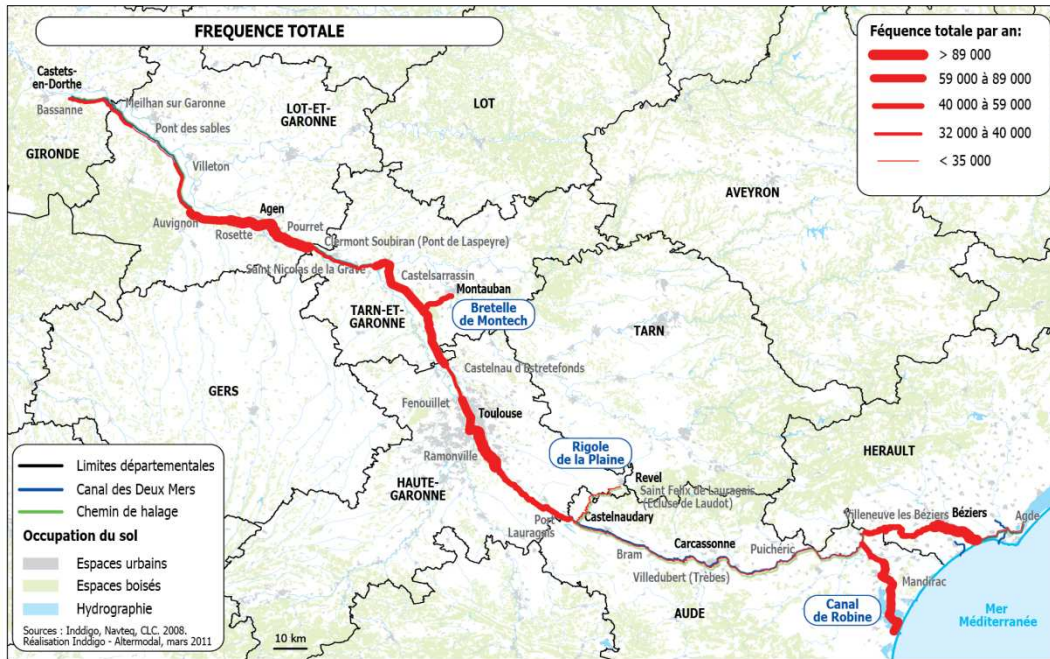 FREQUENCE TOTALE
Féquence totale par an:
> 89 000
59 000 à 89 000
40 000 à 59 000
32 000 à 40 000
< 35 000
Castets-
en-Dorthe
Bassanne
Meilhan sur Garonne
Pont des sables
LOT-ET-
GARONNE
LOT
GIRONDE
Villeton
AVEYRON
Auvignon
Rosette
Agen
Pourret
Clermont Soubiran (Pont de Laspeyre)
Saint Nicolas de la Grave
Castelsarrassin
Montauban
Bretelle
de Montech
TARN-ET-
GARONNE
TARN
GERS
Castelnau d'Estretefonds
Fenouillet
Toulouse
Ramonville
HAUTE-
GARONNE
Rigole
de la Plaine
Revel
Saint Felix de Lauragais
(Ecluse de Laudot)
HERAULT
Port
Lauragais
Castelnaudary
Villeneuve les Béziers
Béziers
Agde
Bram
Carcassonne
Puichéric
Villedubert (Trèbes)
Mandirac
AUDE
Canal
de Robine
Mer
Méditerranée
Limites départementales
Canal des Deux Mers
Chemin de halage
Occupation du sol
Espaces urbains
Espaces boisés
Hydrographie
Sources : Inddigo, Navteq, CLC. 2008.
Réalisation Inddigo - Altermodal, mars 2011
10 km